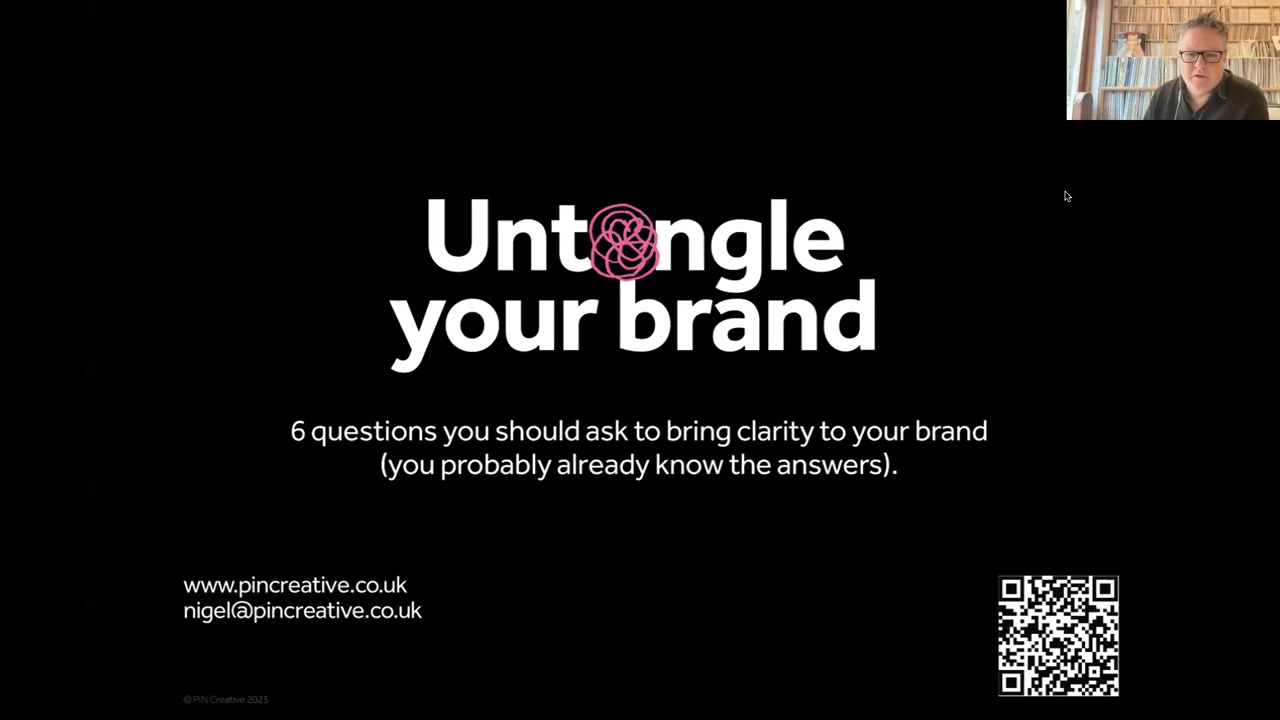 Untangle
your brand
6 questions you should ask to bring clarity to your brand
(you probably already know the answers).
www.pincreative.co.uk
nigel@pincreative.co.uk
© PIN Creative 2023